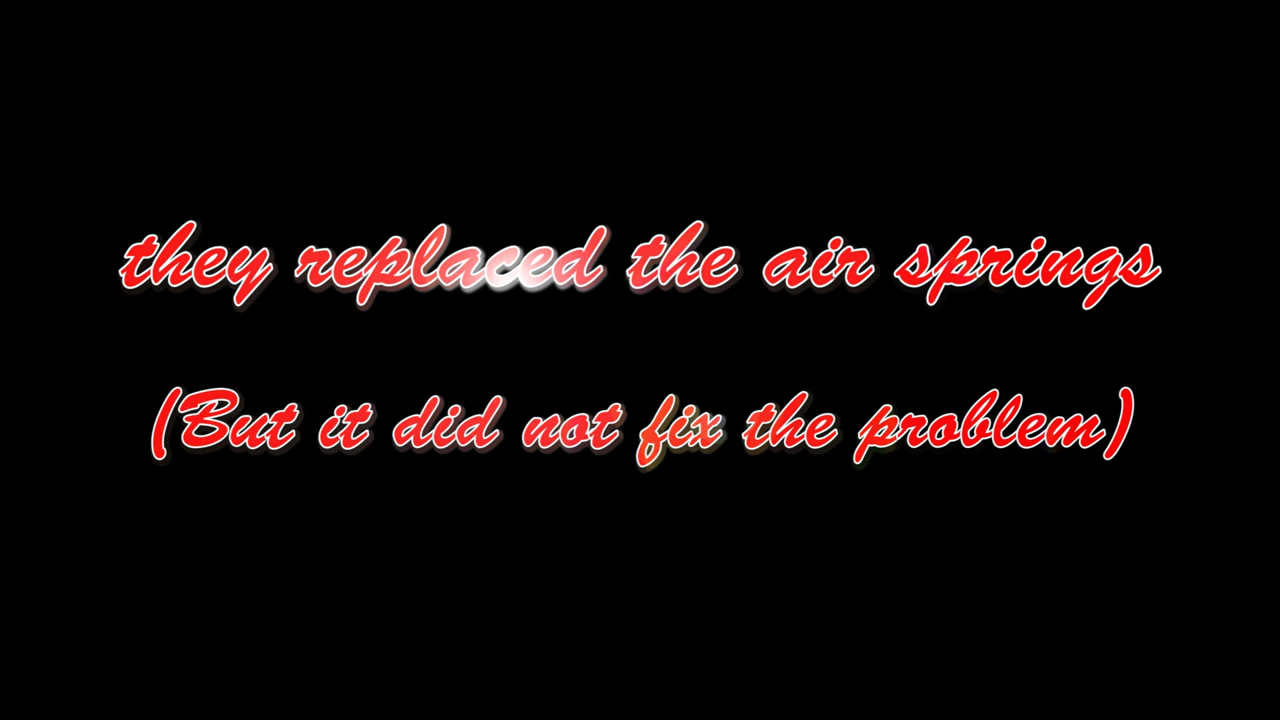 they replaced the air springs
(But it did not fix the problem)